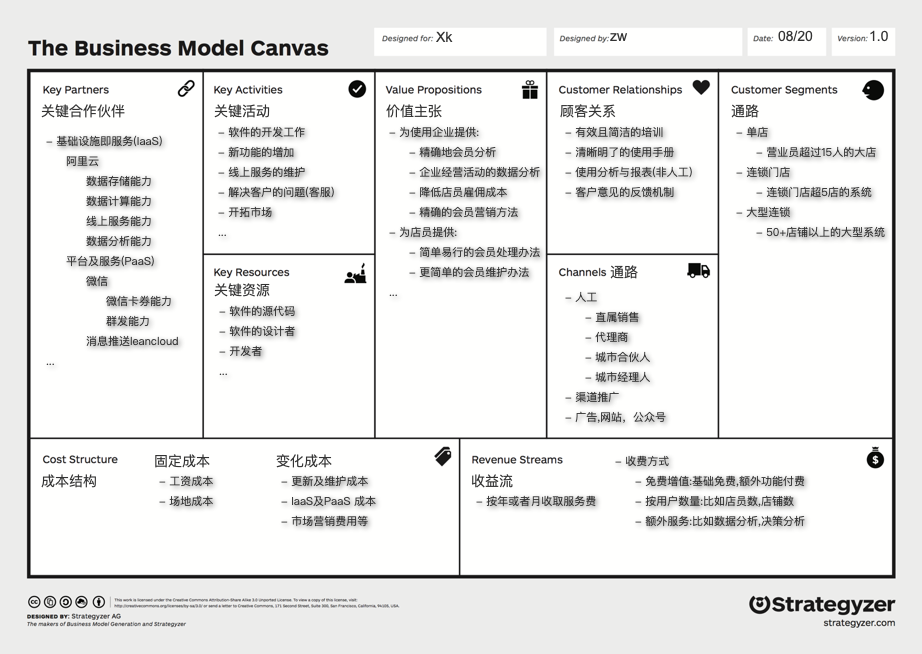 The Business Model Canvas
Designed for: Xk
Designed by: ZW
Date: 08/20
Version: 1.0
Key Partners
关键合作伙伴
– 基础设施即服务(IaaS)
阿里云
数据存储能力
数据计算能力
线上服务能力
数据分析能力
平台及服务(PaaS)
微信
微信卡券能力
群发能力
消息推送leancloud
...
Key Activities
关键活动
– 软件的开发工作
– 新功能的增加
– 线上服务的维护
– 解决客户的问题(客服)
– 开拓市场
...
Key Resources
关键资源
– 软件的源代码
– 软件的设计者
– 开发者
...
Value Propositions
价值主张
– 为使用企业提供:
– 精确地会员分析
– 企业经营活动的数据分析
– 降低店员雇佣成本
– 精确的会员营销方法
– 为店员提供:
– 简单易行的会员处理办法
– 更简单的会员维护办法
...
Customer Relationships
顾客关系
– 有效且简洁的培训
– 清晰明了的使用手册
– 使用分析与报表(非人工)
– 客户意见的反馈机制
Channels 通路
– 人工
– 直属销售
– 代理商
– 城市合伙人
– 城市经理人
– 渠道推广
– 广告,网站，公众号
Customer Segments
通路
– 单店
– 营业员超过15人的大店
– 连锁门店
– 连锁门店超5店的系统
– 大型连锁
– 50+店铺以上的大型系统
Cost Structure
成本结构
固定成本
– 工资成本
– 场地成本
变化成本
– 更新及维护成本
– IaaS及PaaS 成本
– 市场营销费用等
Revenue Streams
收益流
– 按年或者月收取服务费
– 收费方式
– 免费增值:基础免费,额外功能付费
– 按用户数量:比如店员数,店铺数
– 额外服务:比如数据分析,决策分析
cc
This work is licensed under the Creative Commons Attribution-Share Alike 3.0 Unported License. To view a copy of this license, visit:
http://creativecommons.org/licenses/by-sa/3.0/ or send a letter to Creative Commons, 171 Second Street, Suite 300, San Francisco, California, 94105, USA.
DESIGNED BY: Strategyzer AG
The makers of Business Model Generation and Strategyzer
Strategyzer
strategyzer.com